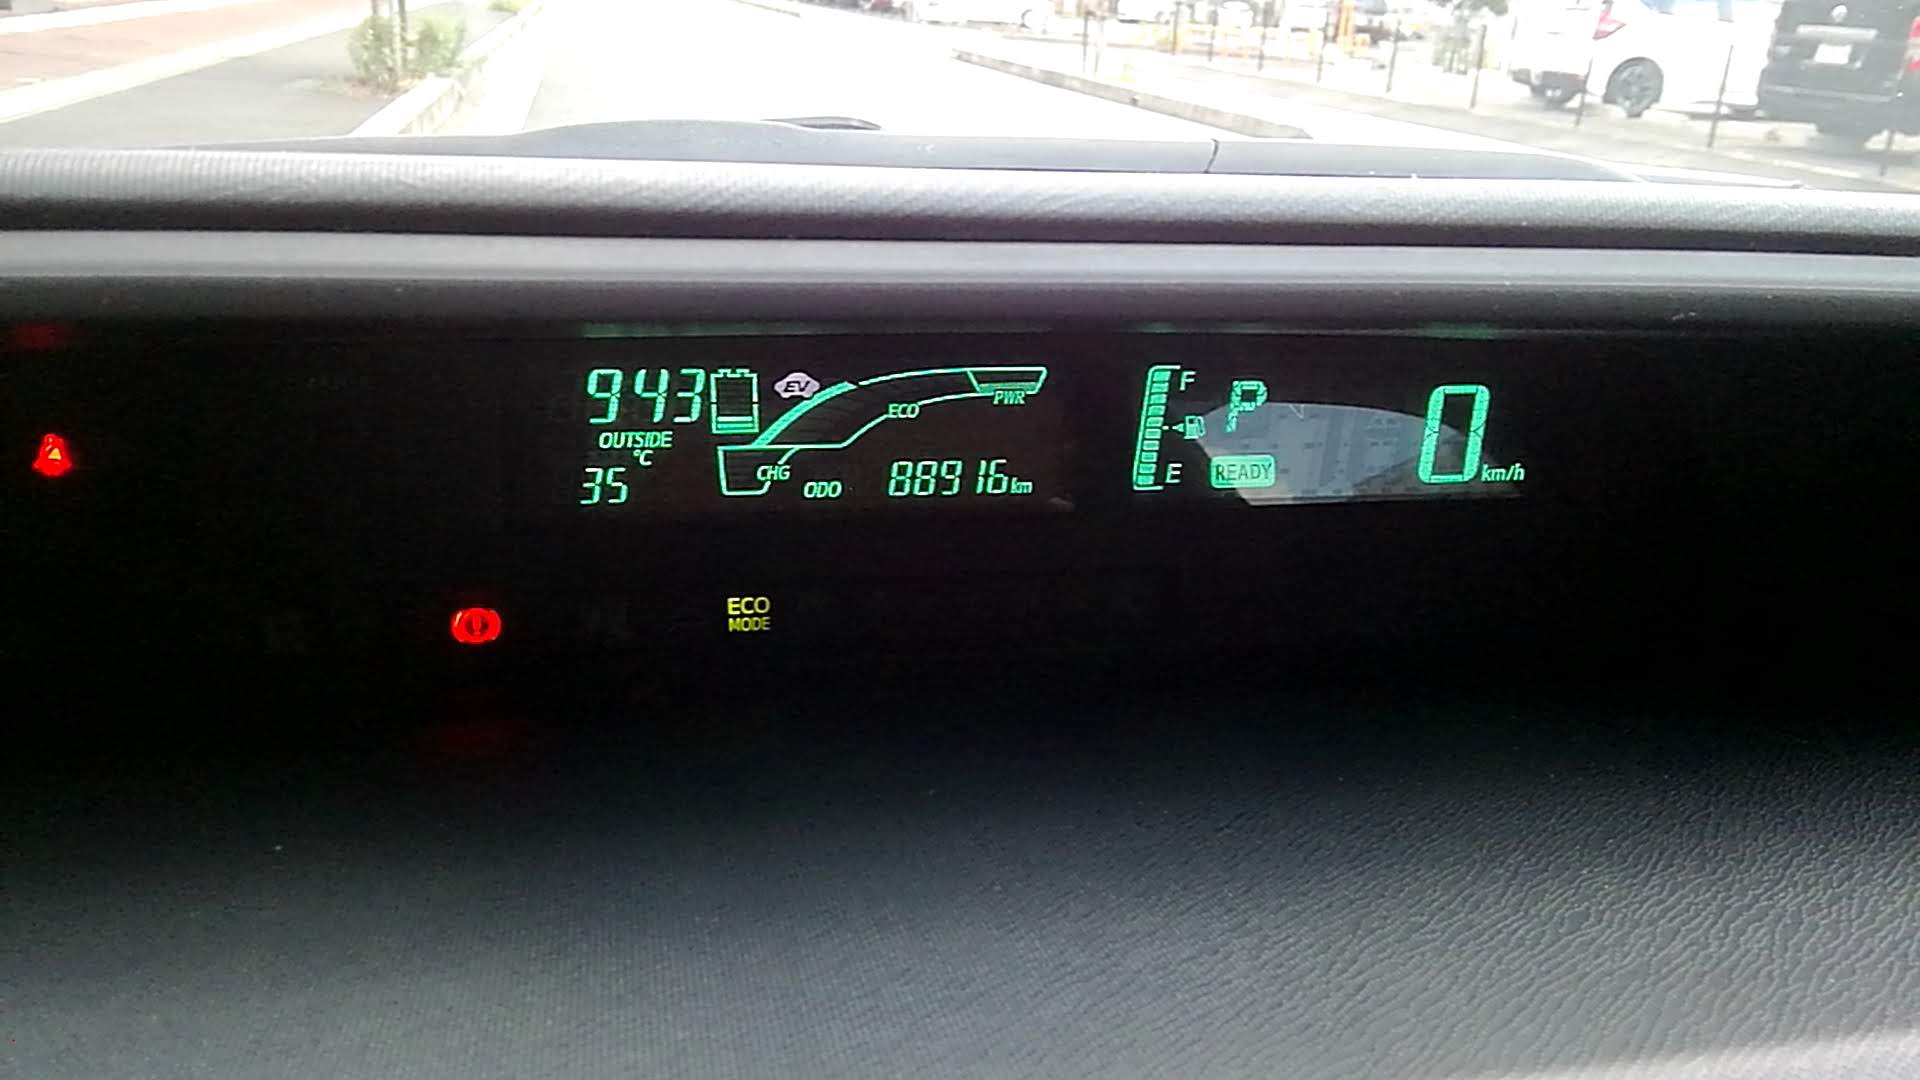 943
EV
PWR
ECO
OUTSIDE
°C
35
CHG
ODO 88916km
F
E
P
READY
0 km/h
ECO
MODE